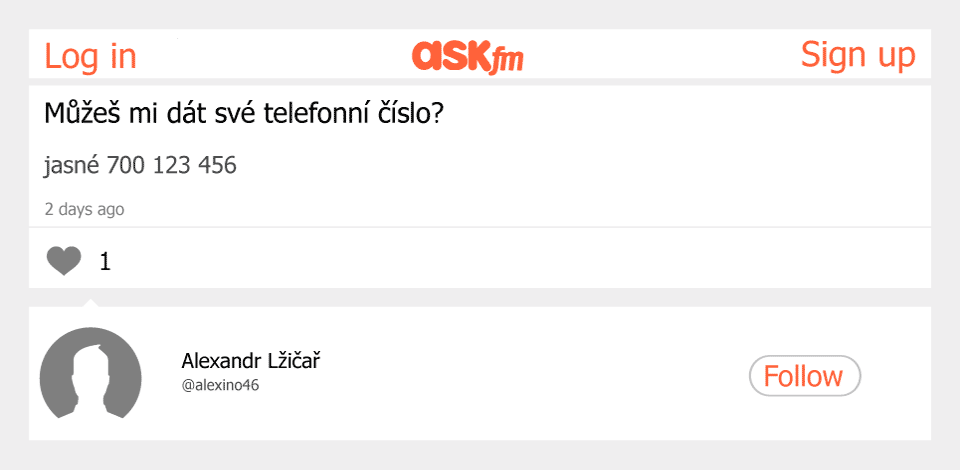 Log in
askfm
Sign up
Můžeš mi dát své telefonní číslo?
jasné 700 123 456
2 days ago
1
Alexandr Lžičař
@alexino46
Follow